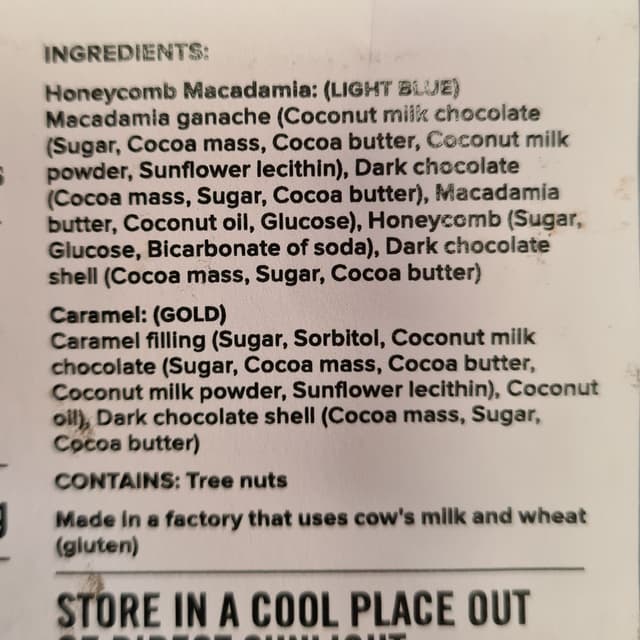 INGREDIENTS:
Honeycomb Macadamia: (LIGHT BLUE)
Macadamia ganache (Coconut milk chocolate
(Sugar, Cocoa mass, Cocoa butter, Coconut milk
powder, Sunflower lecithin), Dark chocolate
(Cocoa mass, Sugar, Cocoa butter), Macadamia
butter, Coconut oil, Glucose), Honeycomb (Sugar,
Glucose, Bicarbonate of soda), Dark chocolate
shell (Cocoa mass, Sugar, Cocoa butter)
Caramel: (GOLD)
Caramel filling (Sugar, Sorbitol, Coconut milk
chocolate (Sugar, Cocoa mass, Cocoa butter,
Coconut milk powder, Sunflower lecithin), Coconut
oil), Dark chocolate shell (Cocoa mass, Sugar,
Cocoa butter)
CONTAINS: Tree nuts
Made in a factory that uses cow's milk and wheat
(gluten)
STORE IN A COOL PLACE OUT
OF DIRECT SUNLIGHT